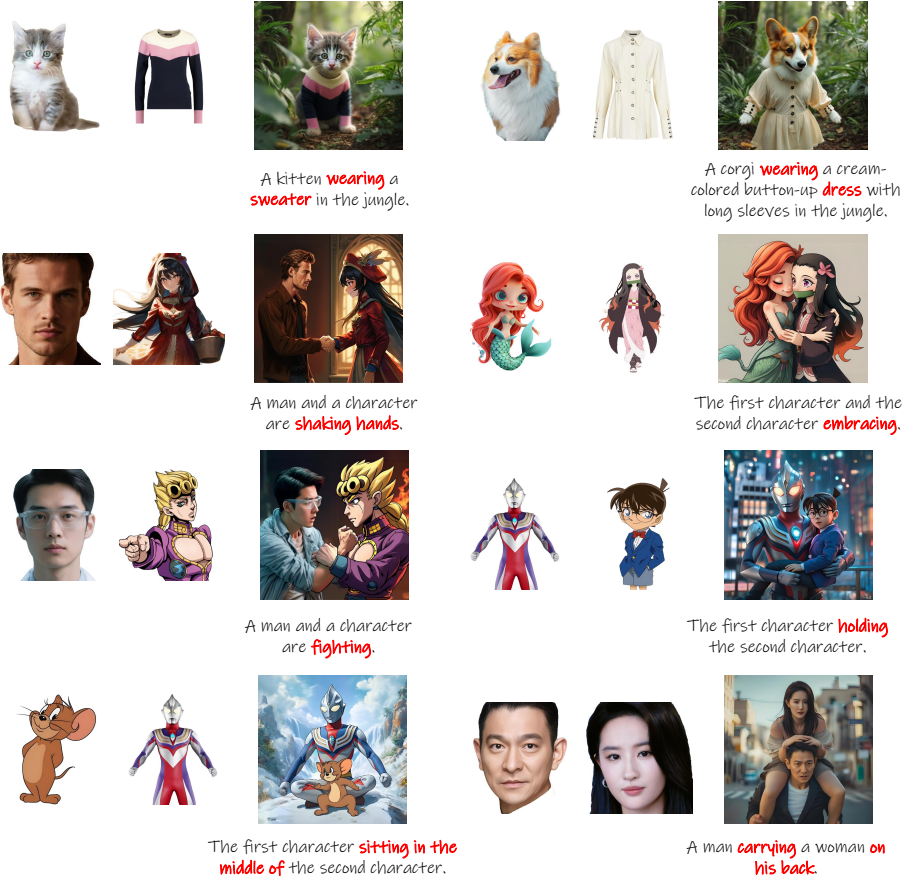 A kitten wearing a
sweater in the jungle.
A corgi wearing a cream-
colored button-up dress with
long sleeves in the jungle.
A man and a character
are shaking hands.
The first character and the
second character embracing.
A man and a character
are fighting.
The first character holding
the second character.
The first character sitting in the
middle of the second character.
A man carrying a woman on
his back.